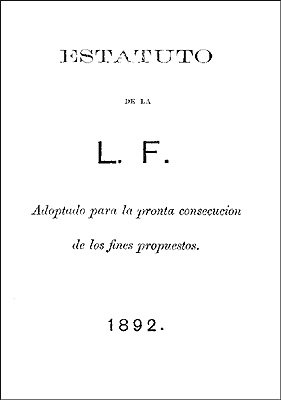 ESTATUTO
DE LA
L. F.
Adoptado para la pronta consecucion
de los fines propuestos.
1892.